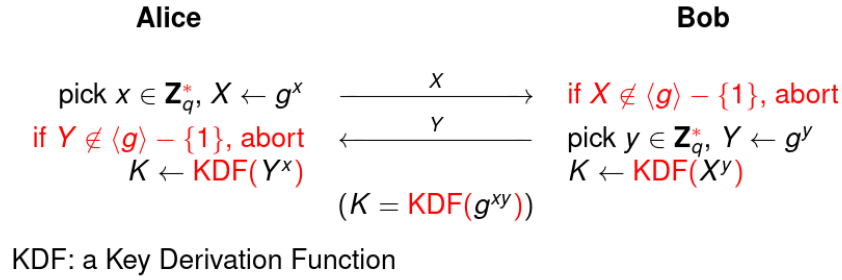 Alice Bob
pick x ∈ Z*q, X ← g^x X if X ∉ ⟨g⟩ − {1}, abort
if Y ∉ ⟨g⟩ − {1}, abort Y pick y ∈ Z*q, Y ← g^y
K ← KDF(Y^x) K ← KDF(X^y)
(K = KDF(g^xy))
KDF: a Key Derivation Function